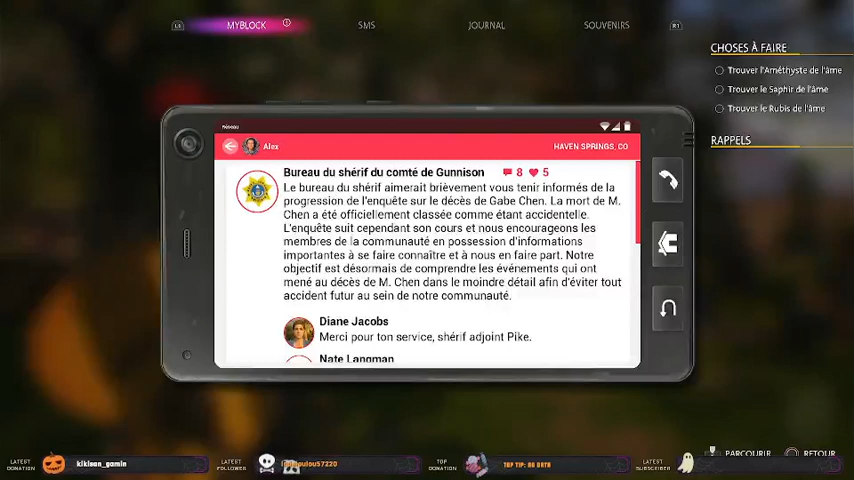 MYBLOCK
SMS
JOURNAL
SOUVENIRS
L1
R1
CHOSES À FAIRE
Trouver l'Améthyste de l'âme
Trouver le Saphir de l'âme
Trouver le Rubis de l'âme
RAPPELS
Réseau
Alex
HAVEN SPRINGS, CO
Bureau du shérif du comté de Gunnison 8 5
Le bureau du shérif aimerait brièvement vous tenir informés de la
progression de l'enquête sur le décès de Gabe Chen. La mort de M.
Chen a été officiellement classée comme étant accidentelle.
L'enquête suit cependant son cours et nous encourageons les
membres de la communauté en possession d'informations
importantes à se faire connaître et à nous en faire part. Notre
objectif est désormais de comprendre les événements qui ont
mené au décès de M. Chen dans le moindre détail afin d'éviter tout
accident futur au sein de notre communauté.
Diane Jacobs
Merci pour ton service, shérif adjoint Pike.
Nate Langman
PARCOURIR
RETOUR
LATEST
DONATION
kikisan_gamin
LATEST
FOLLOWER
TOP
DONATION
TOP TIP: NO DATA
LATEST
SUBSCRIBER